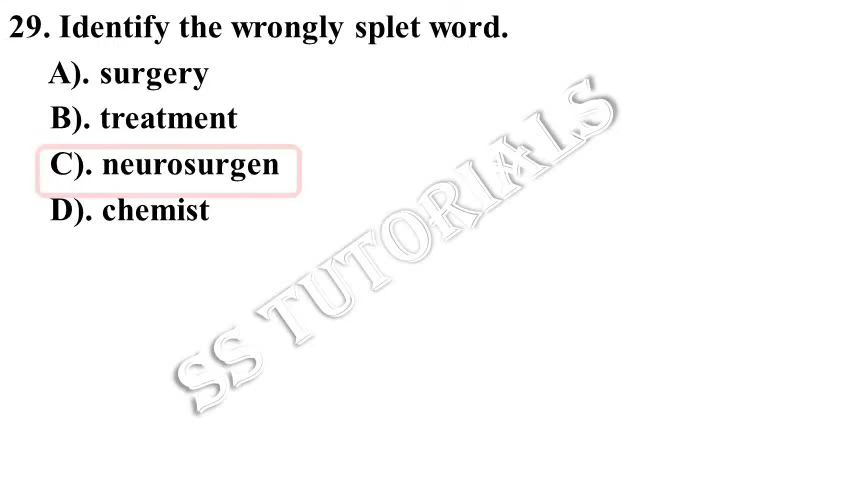 29. Identify the wrongly splet word.
A). surgery
B). treatment
C). neurosurgen
D). chemist
SS TUTORIALS